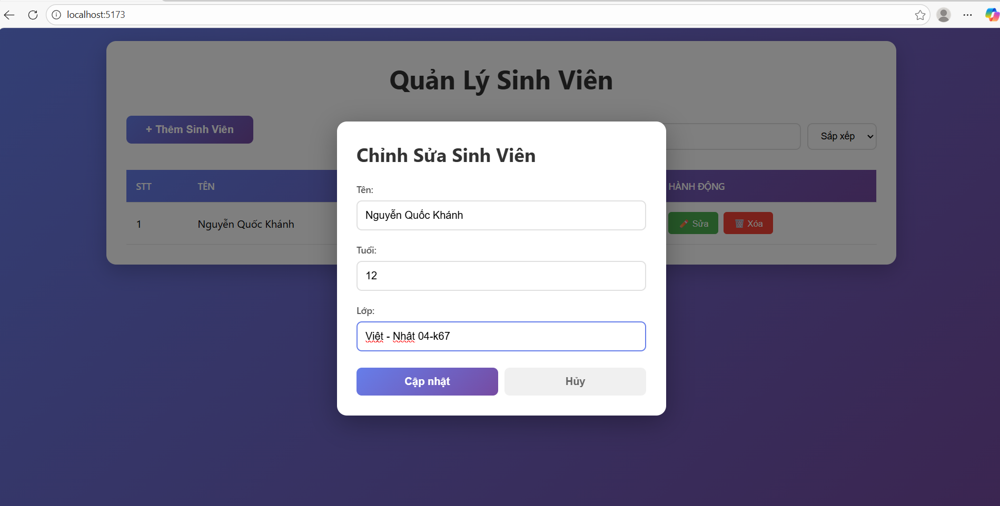 localhost:5173
Quản Lý Sinh Viên
+ Thêm Sinh Viên
Sắp xếp
STT TÊN HÀNH ĐỘNG
1 Nguyễn Quốc Khánh Sửa Xóa
Chỉnh Sửa Sinh Viên
Tên:
Nguyễn Quốc Khánh
Tuổi:
12
Lớp:
Việt - Nhật 04-k67
Cập nhật Hủy